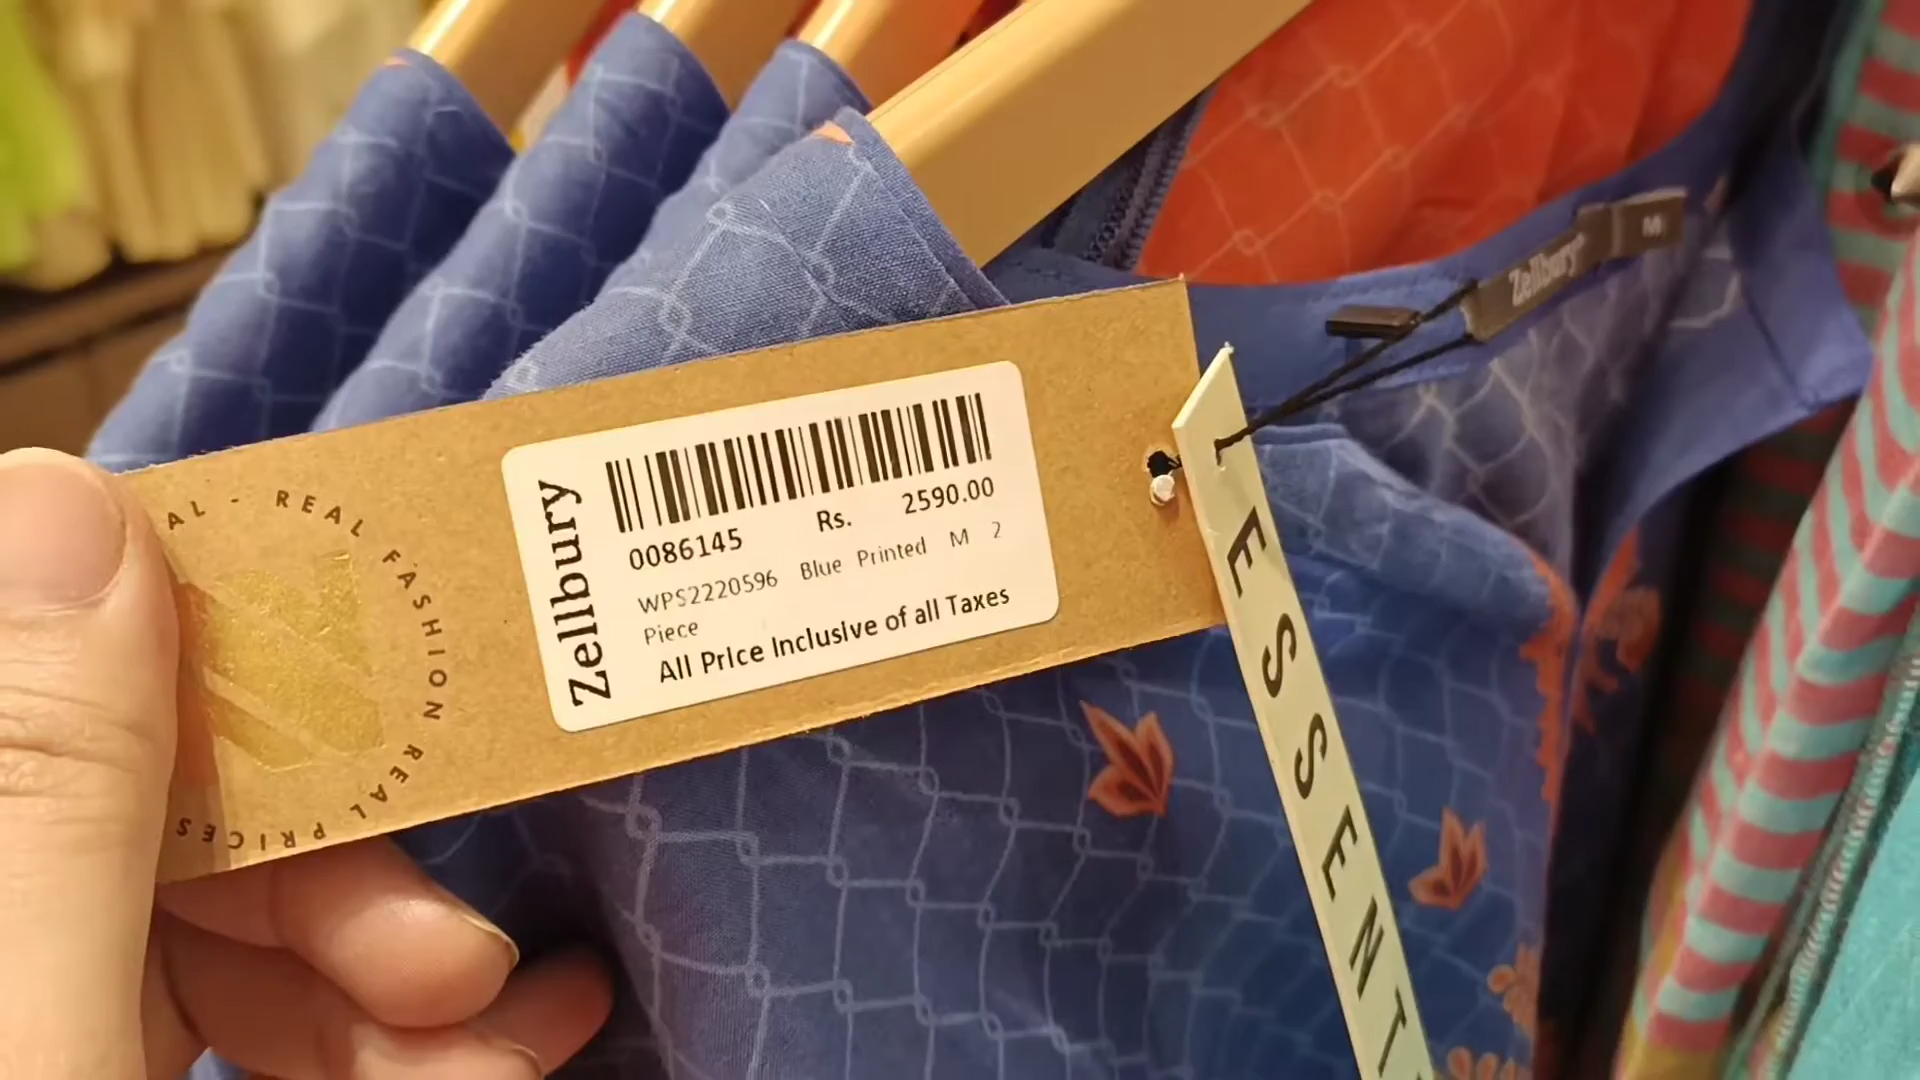 Zellbury
M
AL - REAL FASHION REAL PRICES
Zellbury
0086145 Rs. 2590.00
WPS2220596 Blue Printed M 2
Piece
All Price Inclusive of all Taxes
ESSENT